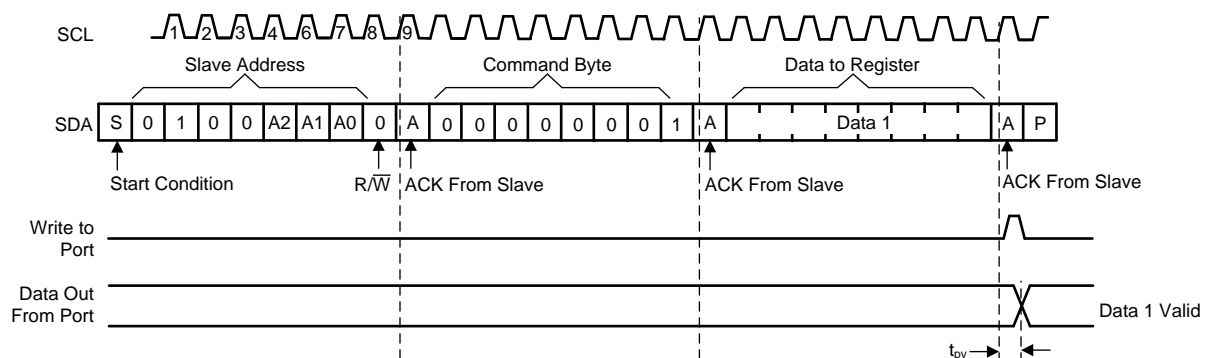 SCL 1 2 3 4 6 7 8 9
Slave Address Command Byte Data to Register
SDA S 0 1 0 0 A2 A1 A0 0 A 0 0 0 0 0 0 0 1 A Data 1 A P
Start Condition R/W̅ ACK From Slave ACK From Slave ACK From Slave
Write to
Port
Data Out
From Port
Data 1 Valid
tpv